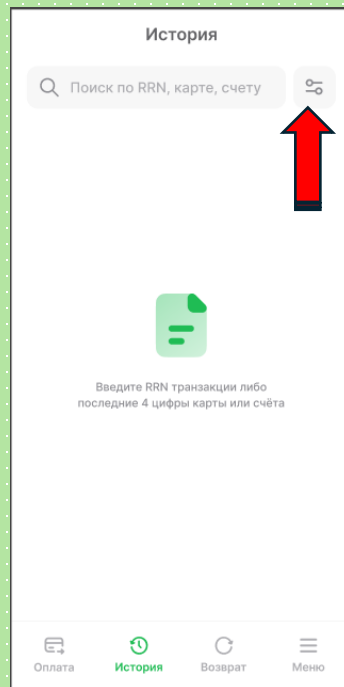 История
Поиск по RRN, карте, счету
Введите RRN транзакции либо
последние 4 цифры карты или счёта
Оплата
История
Возврат
Меню